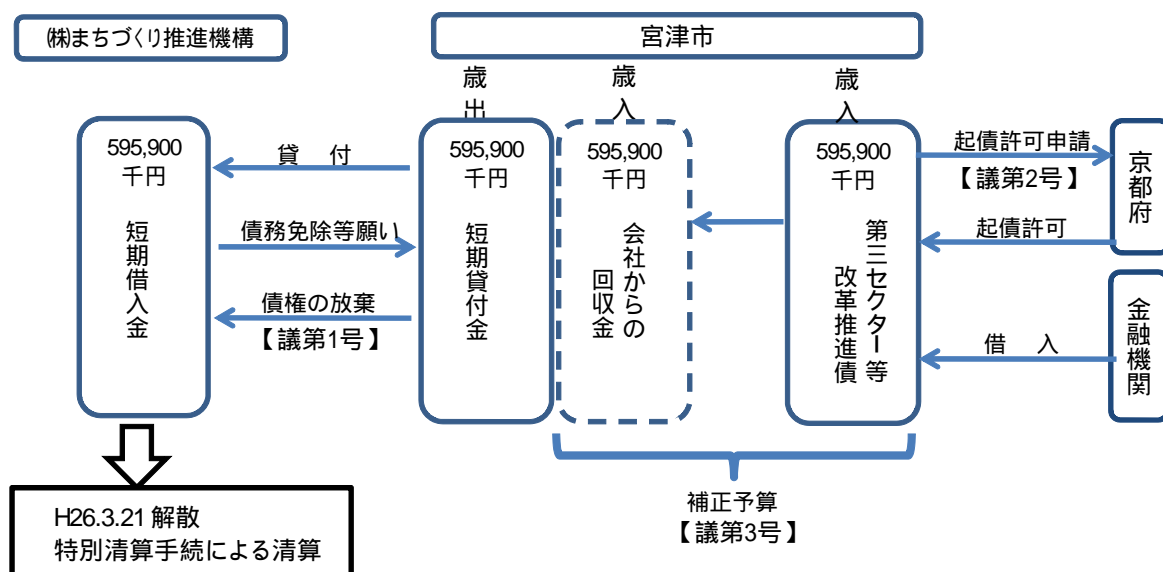 ㈱まちづくり推進機構
宮津市
歳出
歳入
歳入
595,900
千円
短期借入金
貸 付
債務免除等願い
債権の放棄
【議第1号】
595,900
千円
短期貸付金
595,900
千円
会社からの
回収金
595,900
千円
第三セクター等
改革推進債
起債許可申請
【議第2号】
起債許可
借 入
京都府
金融機関
補正予算
【議第3号】
H26.3.21 解散
特別清算手続による清算